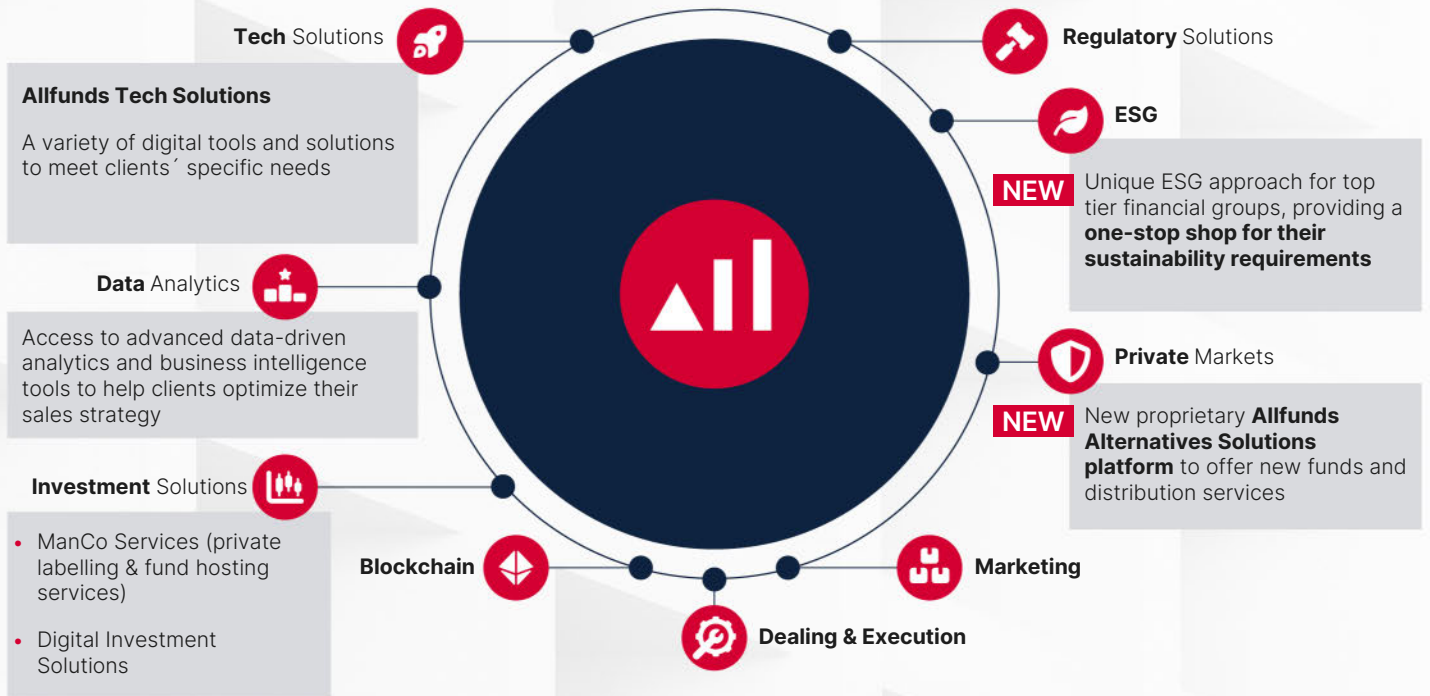 Tech Solutions
Allfunds Tech Solutions
A variety of digital tools and solutions
to meet clients´ specific needs
Data Analytics
Access to advanced data-driven
analytics and business intelligence
tools to help clients optimize their
sales strategy
Investment Solutions
• ManCo Services (private
labelling & fund hosting
services)
• Digital Investment
Solutions
Blockchain
Dealing & Execution
Marketing
Regulatory Solutions
ESG
NEW
Unique ESG approach for top
tier financial groups, providing a
one-stop shop for their
sustainability requirements
Private Markets
NEW
New proprietary Allfunds
Alternatives Solutions
platform to offer new funds and
distribution services